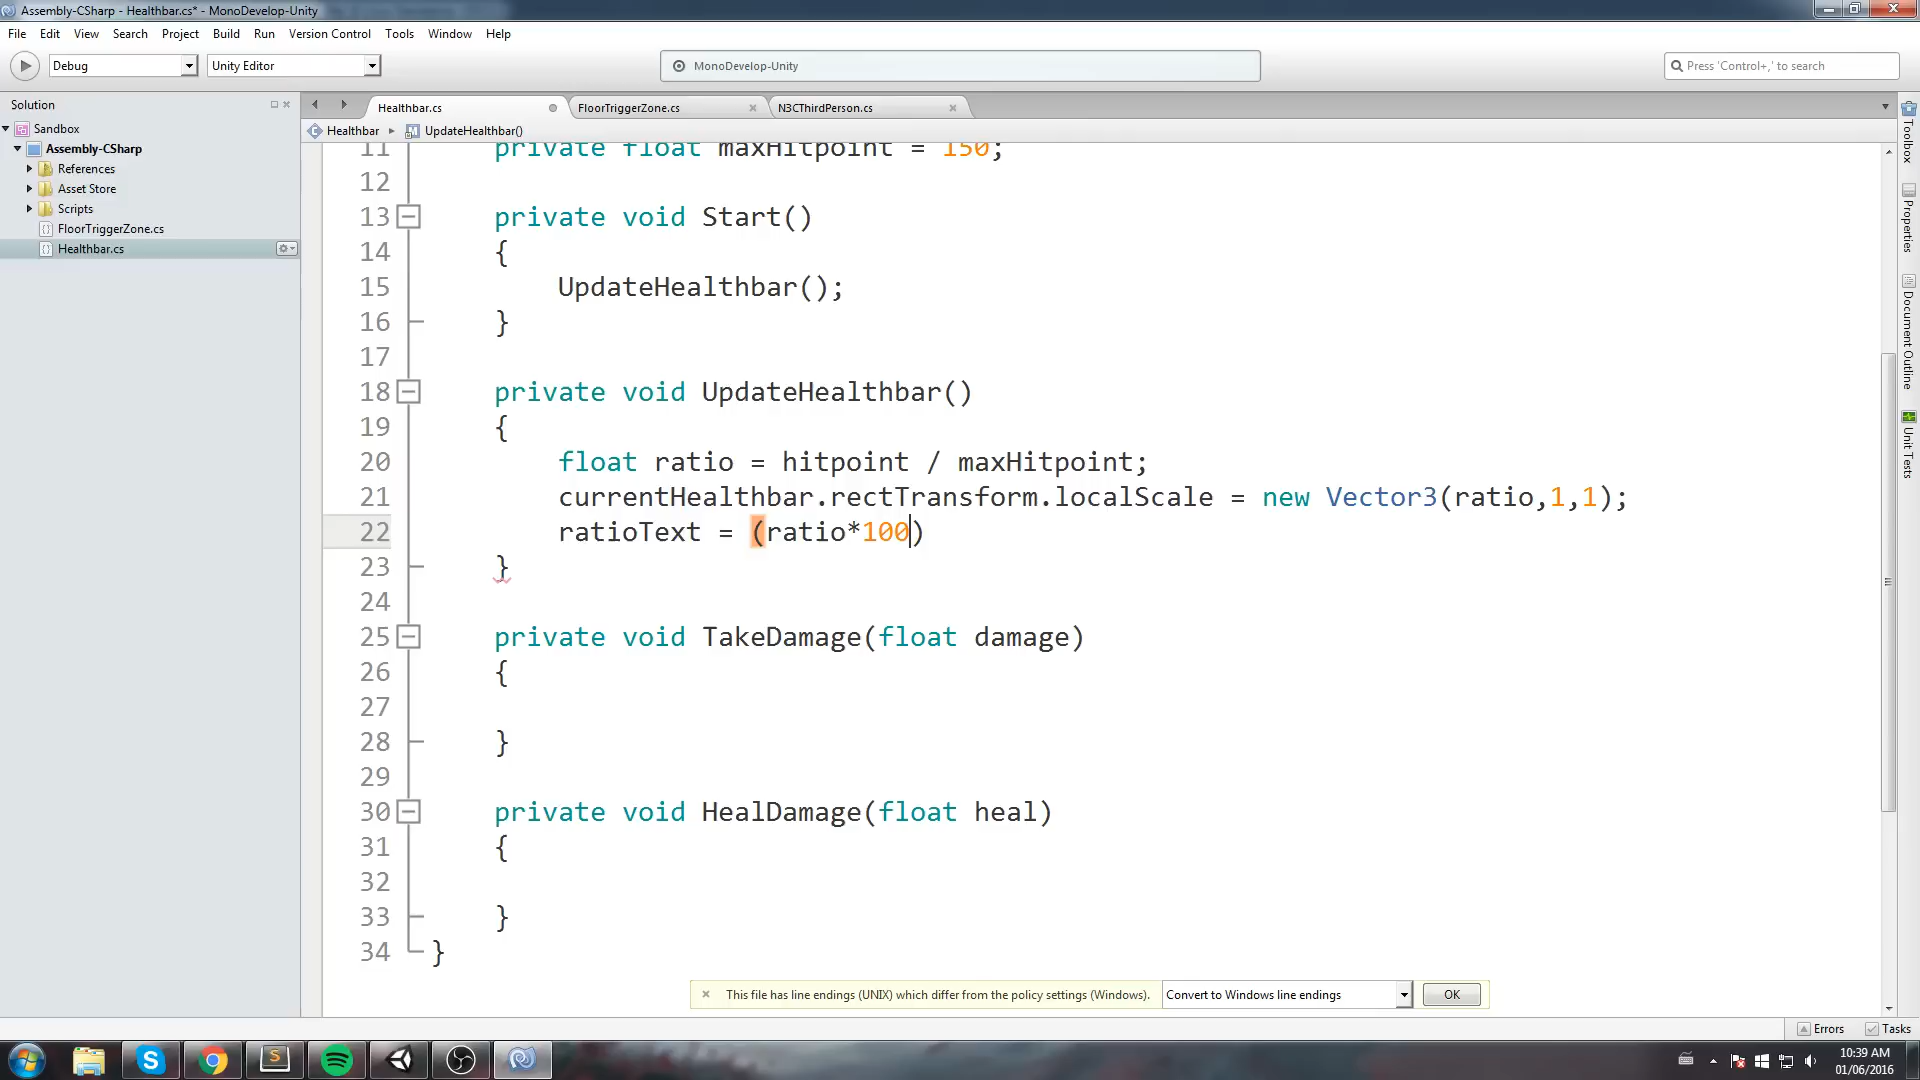 Assembly-CSharp - Healthbar.cs* - MonoDevelop-Unity
File Edit View Search Project Build Run Version Control Tools Window Help
Debug Unity Editor MonoDevelop-Unity Press 'Control+,' to search
Solution
Sandbox
Assembly-CSharp
References
Asset Store
Scripts
FloorTriggerZone.cs
Healthbar.cs
Healthbar.cs FloorTriggerZone.cs N3CThirdPerson.cs
Healthbar UpdateHealthbar()
11 private float maxHitpoint = 150;
12
13 private void Start()
14 {
15 UpdateHealthbar();
16 }
17
18 private void UpdateHealthbar()
19 {
20 float ratio = hitpoint / maxHitpoint;
21 currentHealthbar.rectTransform.localScale = new Vector3(ratio,1,1);
22 ratioText = (ratio*100)
23 }
24
25 private void TakeDamage(float damage)
26 {
27
28 }
29
30 private void HealDamage(float heal)
31 {
32
33 }
34 }
This file has line endings (UNIX) which differ from the policy settings (Windows). Convert to Windows line endings OK
Toolbox
Properties
Document Outline
Unit Tests
Errors Tasks
10:39 AM
01/06/2016